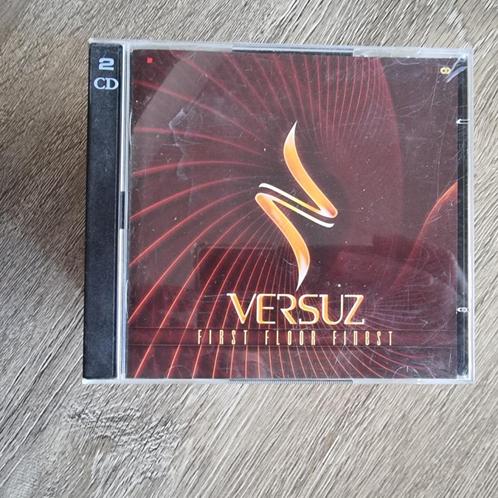 2
CD
VERSUZ
FIRST FLOOR FINEST